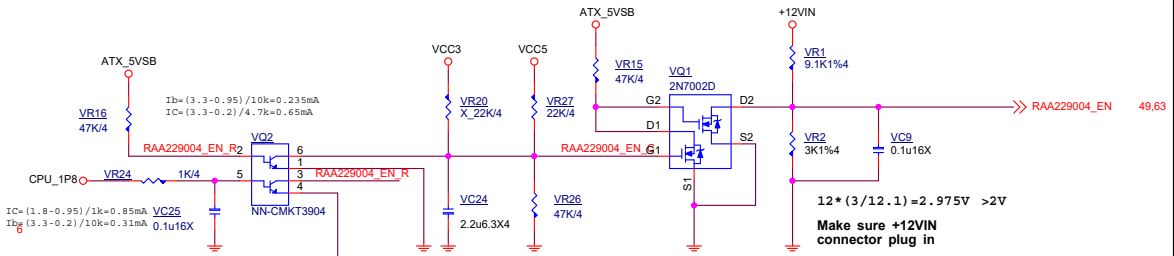 ATX_5VSB
+12VIN
VR1
9.1K1%4
ATX_5VSB
VCC3
VCC5
VR15
47K/4
VQ1
2N7002D
Ib=(3.3-0.95)/10k=0.235mA
IC=(3.3-0.2)/4.7k=0.65mA
VR16
47K/4
VR20
X_22K/4
VR27
22K/4
G2
D2
RAA229004_EN
49,63
D1
S2
VQ2
RAA229004_EN_R
2
6
1
RAA229004_EN_
G1
VR2
3K1%4
VC9
0.1u16X
CPU_1P8
VR24
1K/4
5
3
4
RAA229004_EN_R
S1
NN-CMKT3904
VC24
2.2u6.3X4
VR26
47K/4
IC=(1.8-0.95)/1k=0.85mA
Ib=(3.3-0.2)/10k=0.31mA
6
VC25
0.1u16X
12*(3/12.1)=2.975V >2V
Make sure +12VIN
connector plug in